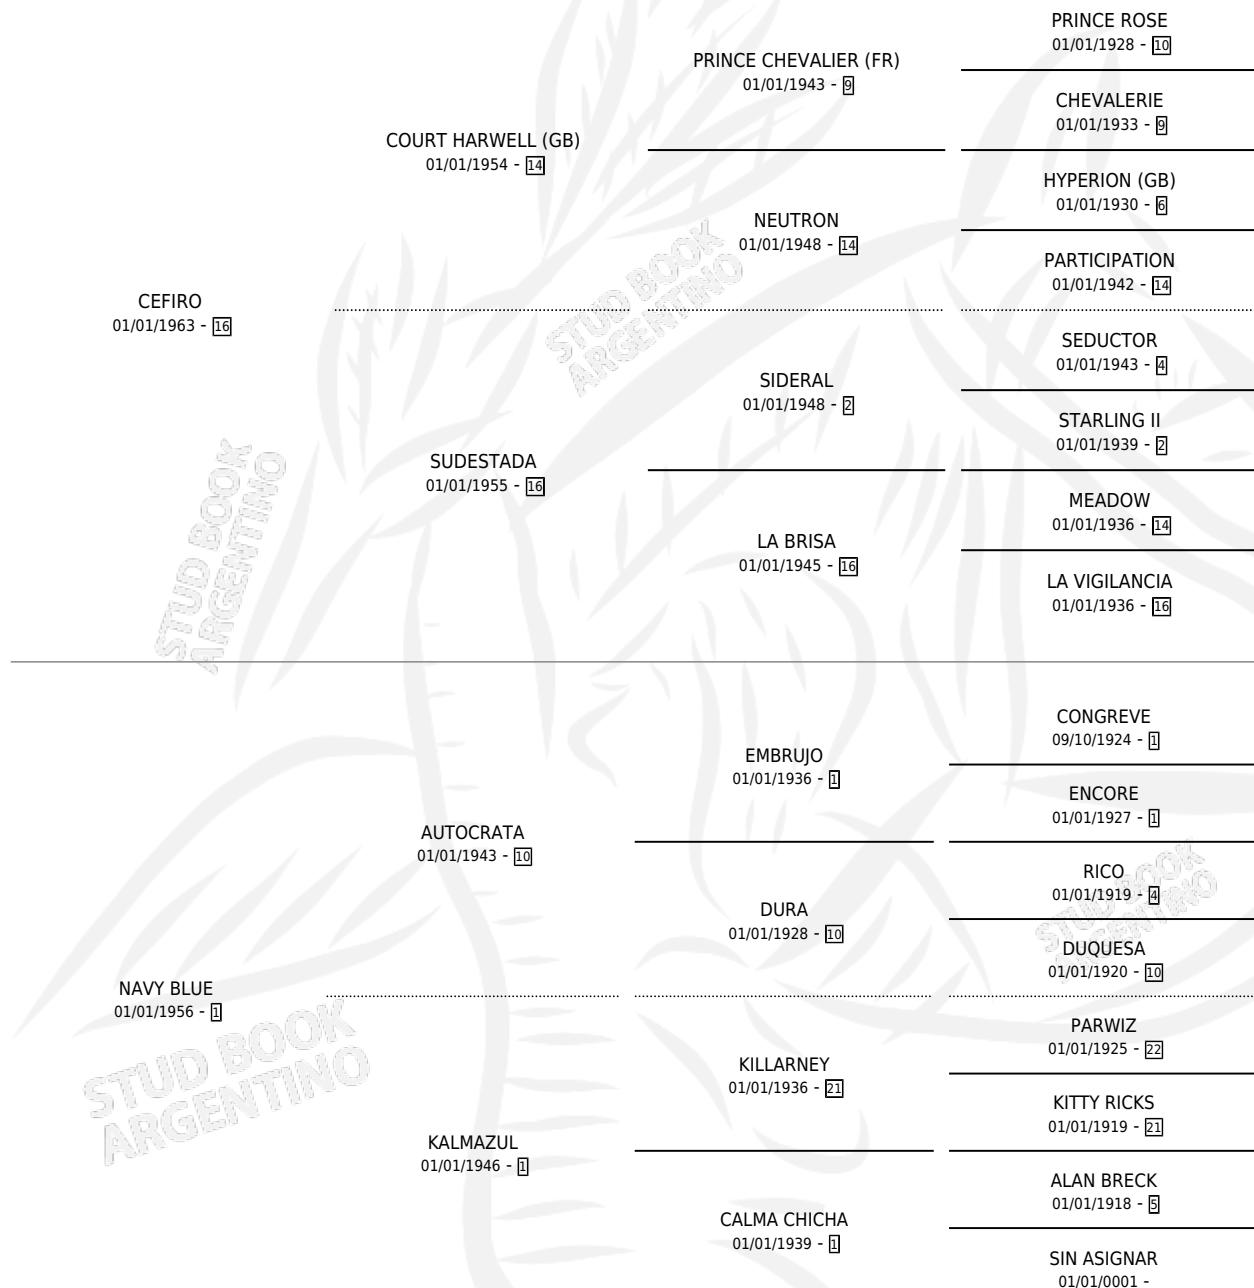 PRINCE ROSE
01/01/1928 - 10
PRINCE CHEVALIER (FR)
01/01/1943 - 9
CHEVALERIE
01/01/1933 - 9
COURT HARWELL (GB)
01/01/1954 - 14
HYPERION (GB)
01/01/1930 - 6
NEUTRON
01/01/1948 - 14
PARTICIPATION
01/01/1942 - 14
CEFIRO
01/01/1963 - 16
SEDUCTOR
01/01/1943 - 4
SIDERAL
01/01/1948 - 2
STARLING II
01/01/1939 - 2
SUDESTADA
01/01/1955 - 16
MEADOW
01/01/1936 - 14
LA BRISA
01/01/1945 - 16
LA VIGILANCIA
01/01/1936 - 16
CONGREVE
09/10/1924 - 1
EMBRUJO
01/01/1936 - 1
ENCORE
01/01/1927 - 1
AUTOCRATA
01/01/1943 - 10
RICO
01/01/1919 - 4
DURA
01/01/1928 - 10
DUQUESA
01/01/1920 - 10
NAVY BLUE
01/01/1956 - 1
PARWIZ
01/01/1925 - 22
KILLARNEY
01/01/1936 - 21
KITTY RICKS
01/01/1919 - 21
KALMAZUL
01/01/1946 - 1
ALAN BRECK
01/01/1918 - 5
CALMA CHICHA
01/01/1939 - 1
SIN ASIGNAR
01/01/0001 -
STUD BOOK
ARGENTINO
STUD BOOK
ARGENTINO
STUD BOOK
ARGENTINO
STUD BOOK
ARGENTINO